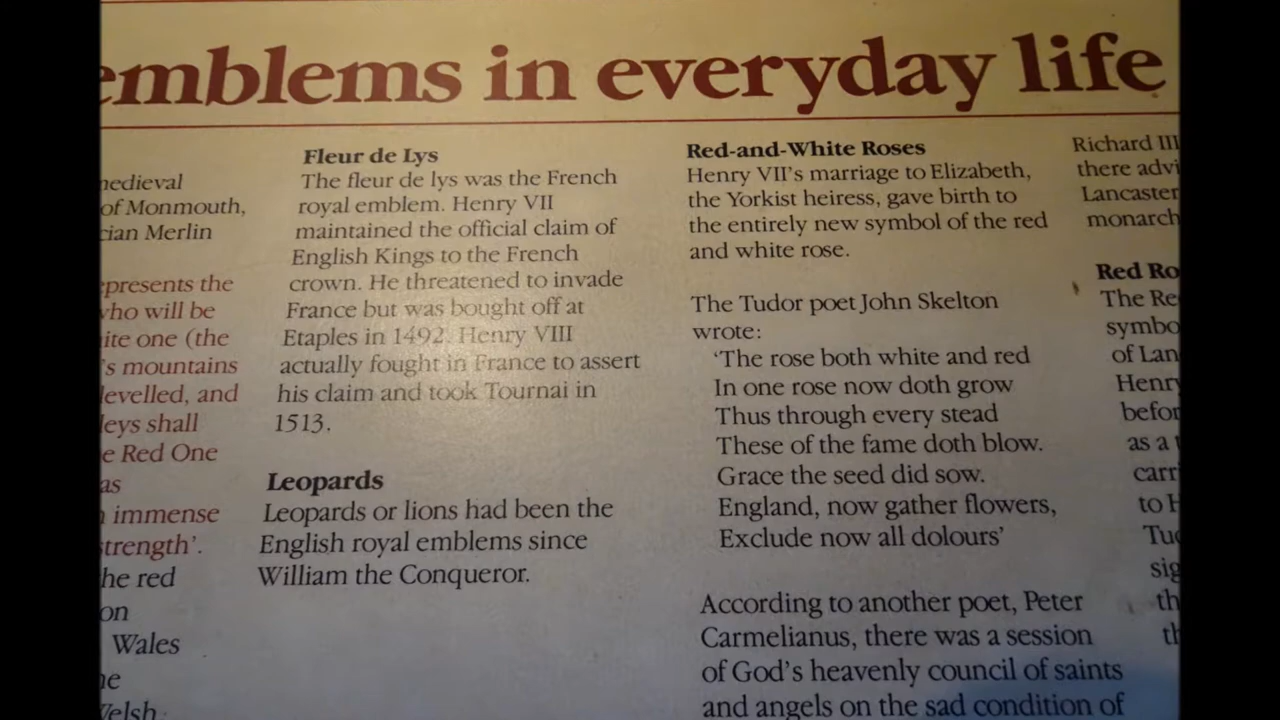 emblems in everyday life
medieval
of Monmouth,
Merlin
represents the
who will be
one (the
mountains
levelled, and
shall
e Red One
as
immense
strength'.
he red
on
Wales
Welsh
Fleur de Lys
The fleur de lys was the French
royal emblem. Henry VII
maintained the official claim of
English Kings to the French
crown. He threatened to invade
France but was bought off at
Etaples in 1492. Henry VIII
actually fought in France to assert
his claim and took Tournai in
1513.
Leopards
Leopards or lions had been the
English royal emblems since
William the Conqueror.
Red-and-White Roses
Henry VII's marriage to Elizabeth,
the Yorkist heiress, gave birth to
the entirely new symbol of the red
and white rose.
The Tudor poet John Skelton
wrote:
'The rose both white and red
In one rose now doth grow
Thus through every stead
These of the fame doth blow.
Grace the seed did sow.
England, now gather flowers,
Exclude now all dolours'
According to another poet, Peter
Carmelianus, there was a session
of God's heavenly council of saints
and angels on the sad condition of
Richard III
there advi
Lancaster
monarch
Red Ro
The Re
symbo
of Lan
Henry
befor
as a
carri
to H
Tud
sig
th
th